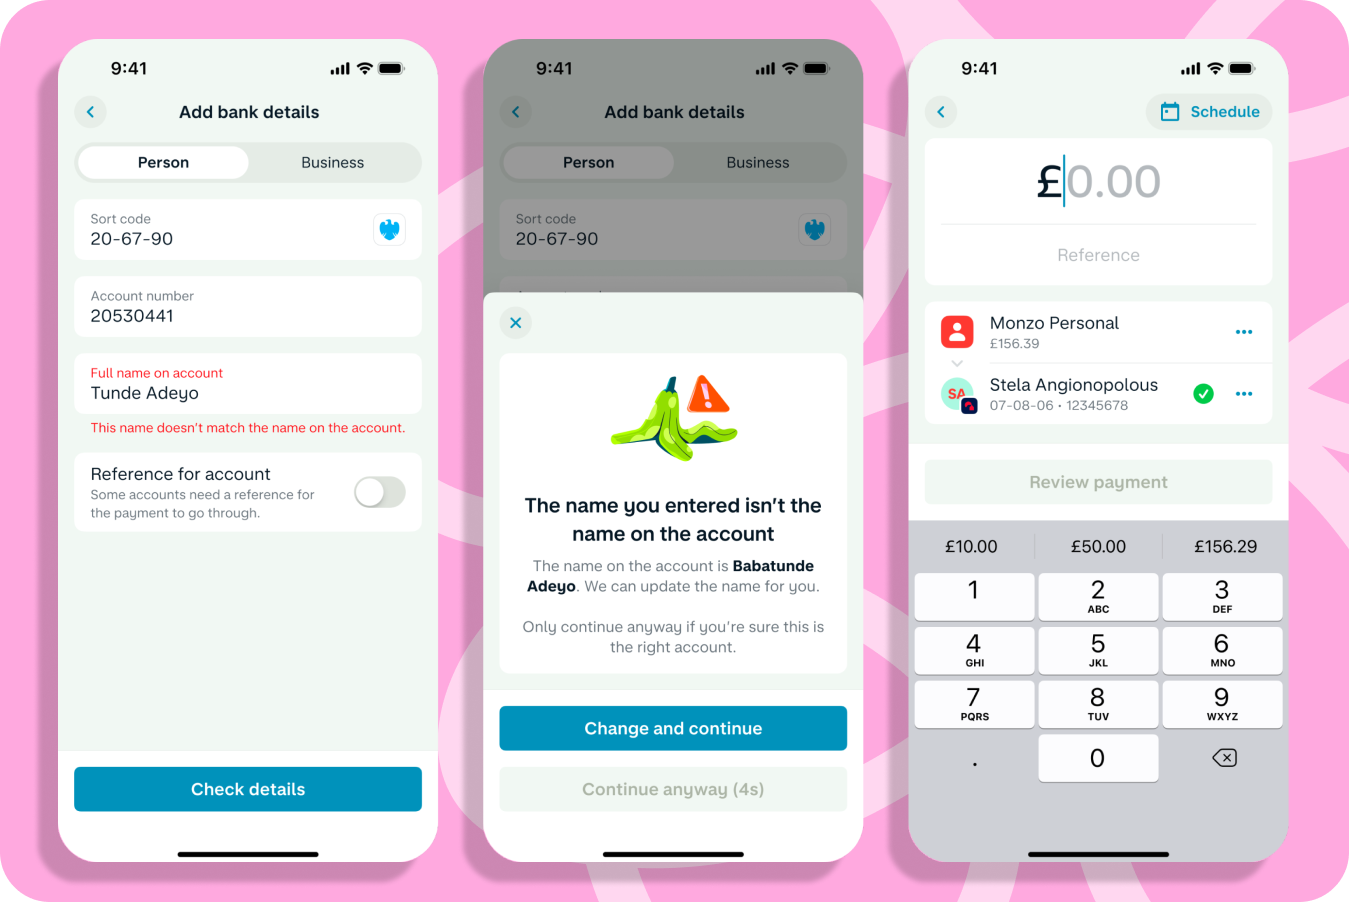 9:41
Add bank details
Person
Business
Sort code
20-67-90
Account number
20530441
Full name on account
Tunde Adeyo
This name doesn't match the name on the account.
Reference for account
Some accounts need a reference for
the payment to go through.
Check details
9:41
Add bank details
Person
Business
Sort code
20-67-90
The name you entered isn't the
name on the account
The name on the account is Babatunde
Adeyo. We can update the name for you.
Only continue anyway if you're sure this is
the right account.
Change and continue
Continue anyway (4s)
9:41
Schedule
£0.00
Reference
Monzo Personal
£156.39
SA
Stela Angionopolous
07-08-06 • 12345678
Review payment
£10.00
£50.00
£156.29
1
2
ABC
3
DEF
4
GHI
5
JKL
6
MNO
7
PQRS
8
TUV
9
WXYZ
.
0